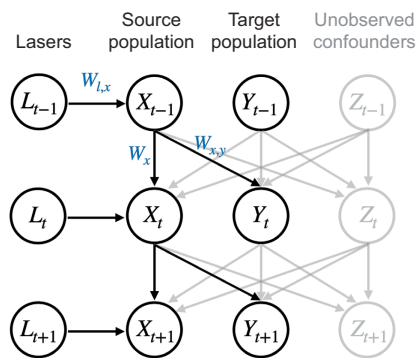 Lasers Source population Target population Unobserved confounders
W_{l,x}
L_{t-1} X_{t-1} Y_{t-1} Z_{t-1}
W_x W_{x,y}
L_t X_t Y_t Z_t
L_{t+1} X_{t+1} Y_{t+1} Z_{t+1}